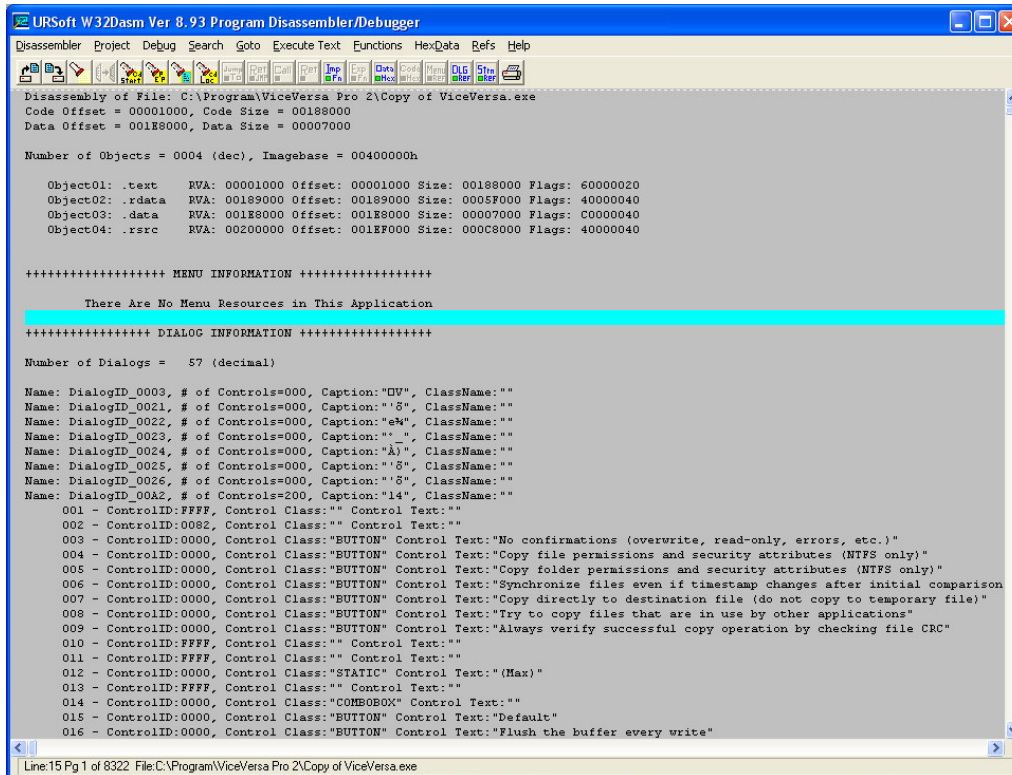 URSoft W32Dasm Ver 8.93 Program Disassembler/Debugger
Disassembler Project Debug Search Goto Execute Text Functions HexData Refs Help
Disassembly of File: C:\Program\ViceVersa Pro 2\Copy of ViceVersa.exe
Code Offset = 00001000, Code Size = 00188000
Data Offset = 001E8000, Data Size = 00007000
Number of Objects = 0004 (dec), Imagebase = 00400000h
Object01: .text RVA: 00001000 Offset: 00001000 Size: 00188000 Flags: 60000020
Object02: .rdata RVA: 00189000 Offset: 00189000 Size: 0005F000 Flags: 40000040
Object03: .data RVA: 001E8000 Offset: 001E8000 Size: 00007000 Flags: C0000040
Object04: .rsrc RVA: 00200000 Offset: 001EF000 Size: 000C8000 Flags: 40000040
+++++++++++++++++++ MENU INFORMATION ++++++++++++++++++
There Are No Menu Resources in This Application
+++++++++++++++++ DIALOG INFORMATION ++++++++++++++++++
Number of Dialogs = 57 (decimal)
Name: DialogID_0003, # of Controls=000, Caption:"□V", ClassName:""
Name: DialogID_0021, # of Controls=000, Caption:"'õ", ClassName:""
Name: DialogID_0022, # of Controls=000, Caption:"e¾", ClassName:""
Name: DialogID_0023, # of Controls=000, Caption:"°_", ClassName:""
Name: DialogID_0024, # of Controls=000, Caption:"À)", ClassName:""
Name: DialogID_0025, # of Controls=000, Caption:"'õ", ClassName:""
Name: DialogID_0026, # of Controls=000, Caption:"'õ", ClassName:""
Name: DialogID_00A2, # of Controls=200, Caption:"14", ClassName:""
001 - ControlID:FFFF, Control Class:"" Control Text:""
002 - ControlID:0082, Control Class:"" Control Text:""
003 - ControlID:0000, Control Class:"BUTTON" Control Text:"No confirmations (overwrite, read-only, errors, etc.)"
004 - ControlID:0000, Control Class:"BUTTON" Control Text:"Copy file permissions and security attributes (NTFS only)"
005 - ControlID:0000, Control Class:"BUTTON" Control Text:"Copy folder permissions and security attributes (NTFS only)"
006 - ControlID:0000, Control Class:"BUTTON" Control Text:"Synchronize files even if timestamp changes after initial comparison
007 - ControlID:0000, Control Class:"BUTTON" Control Text:"Copy directly to destination file (do not copy to temporary file)"
008 - ControlID:0000, Control Class:"BUTTON" Control Text:"Try to copy files that are in use by other applications"
009 - ControlID:0000, Control Class:"BUTTON" Control Text:"Always verify successful copy operation by checking file CRC"
010 - ControlID:FFFF, Control Class:"" Control Text:""
011 - ControlID:FFFF, Control Class:"" Control Text:""
012 - ControlID:0000, Control Class:"STATIC" Control Text:"(Max)"
013 - ControlID:FFFF, Control Class:"" Control Text:""
014 - ControlID:0000, Control Class:"COMBOBOX" Control Text:""
015 - ControlID:0000, Control Class:"BUTTON" Control Text:"Default"
016 - ControlID:0000, Control Class:"BUTTON" Control Text:"Flush the buffer every write"
Line:15 Pg 1 of 8322 File:C:\Program\ViceVersa Pro 2\Copy of ViceVersa.exe